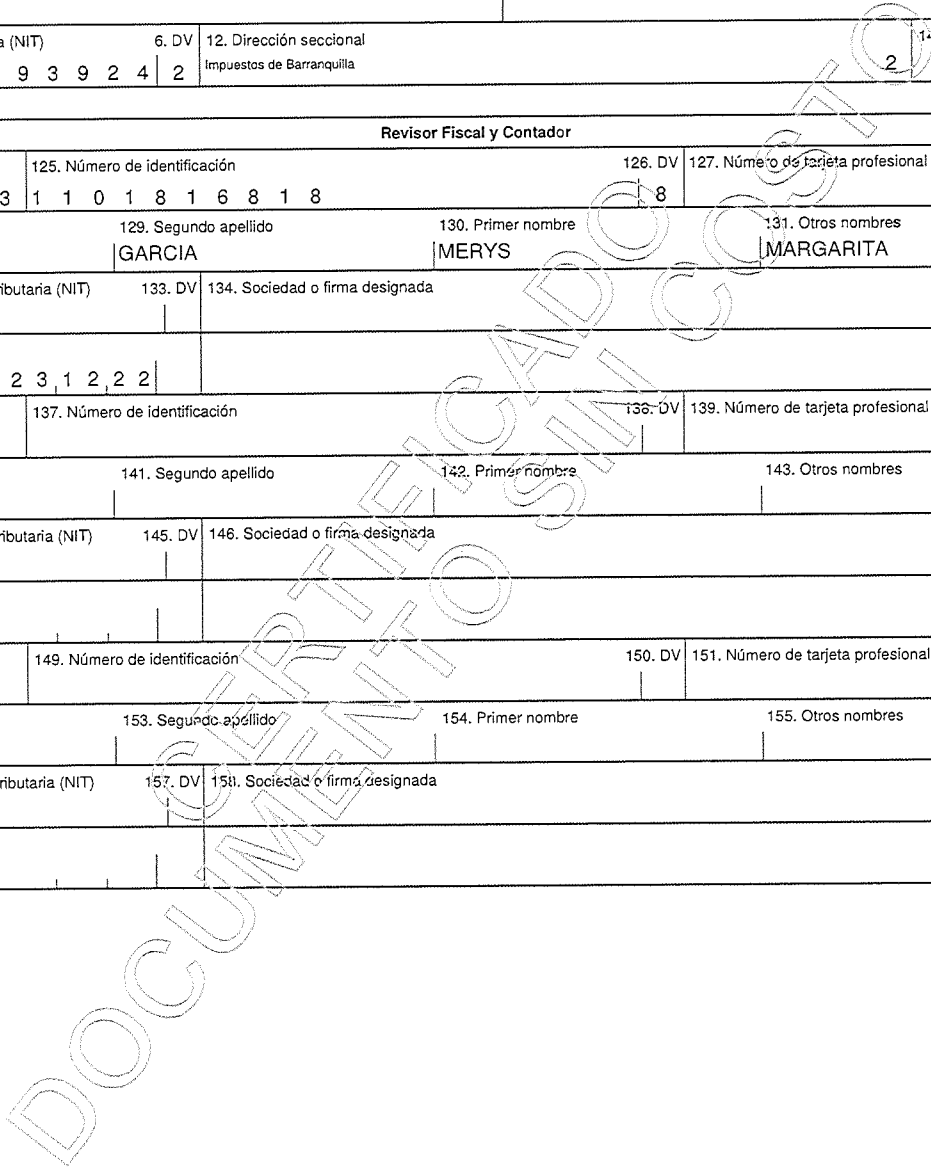 a (NIT) 6. DV 12. Dirección seccional 14
9 3 9 2 4 2 Impuestos de Barranquilla 2
Revisor Fiscal y Contador
125. Número de identificación 126. DV 127. Número de tarjeta profesional
3 1 1 0 1 8 1 6 8 1 8 8
129. Segundo apellido 130. Primer nombre 131. Otros nombres
GARCIA MERYS MARGARITA
ributaria (NIT) 133. DV 134. Sociedad o firma designada
2 3 1 2 2 2
137. Número de identificación 138. DV 139. Número de tarjeta profesional
141. Segundo apellido 142. Primer nombre 143. Otros nombres
ributaria (NIT) 145. DV 146. Sociedad o firma designada
149. Número de identificación 150. DV 151. Número de tarjeta profesional
153. Segundo apellido 154. Primer nombre 155. Otros nombres
ributaria (NIT) 157. DV 158. Sociedad o firma designada
CERTIFICADO
DOCUMENTO SIN COSTO